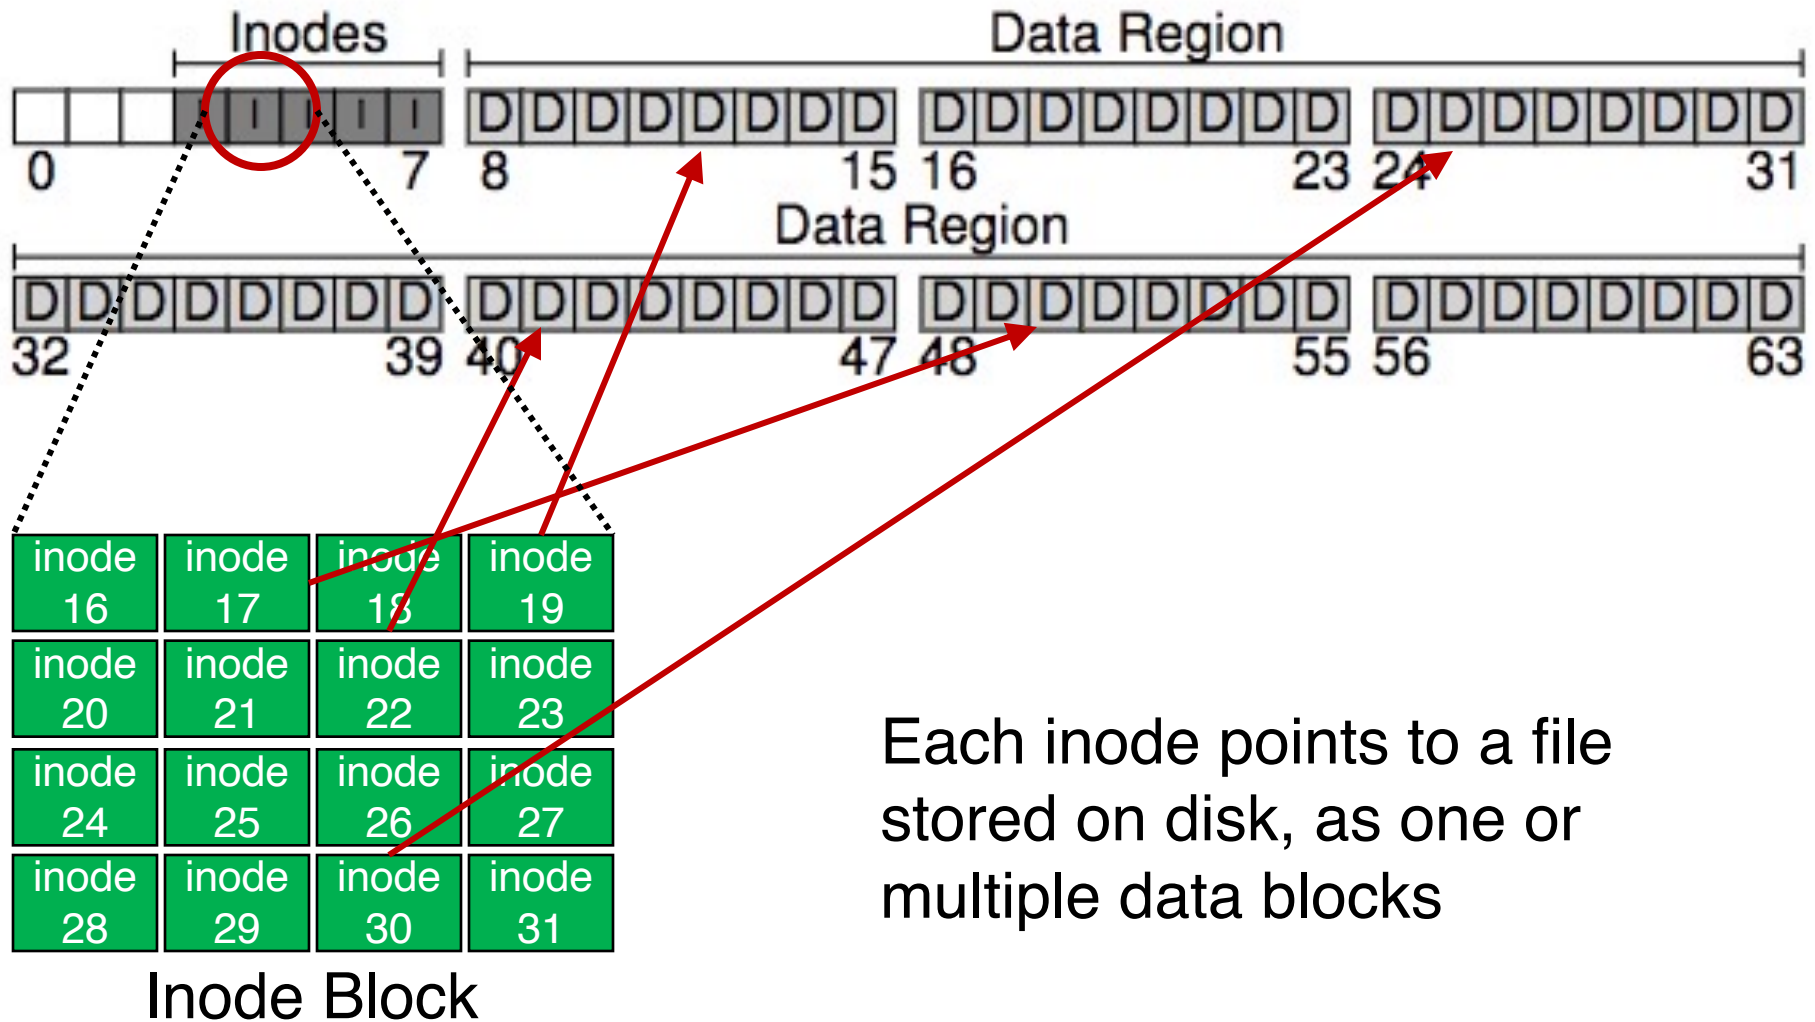 Inodes Data Region
I I I I I D D D D D D D D D D D D D D D D D D D D D D D D
0 7 8 15 16 23 24 31
Data Region
D D D D D D D D D D D D D D D D D D D D D D D D D D D D D D D D
32 39 40 47 48 55 56 63
inode inode inode inode
16 17 18 19
inode inode inode inode
20 21 22 23
inode inode inode inode
24 25 26 27
inode inode inode inode
28 29 30 31
Inode Block
Each inode points to a file
stored on disk, as one or
multiple data blocks